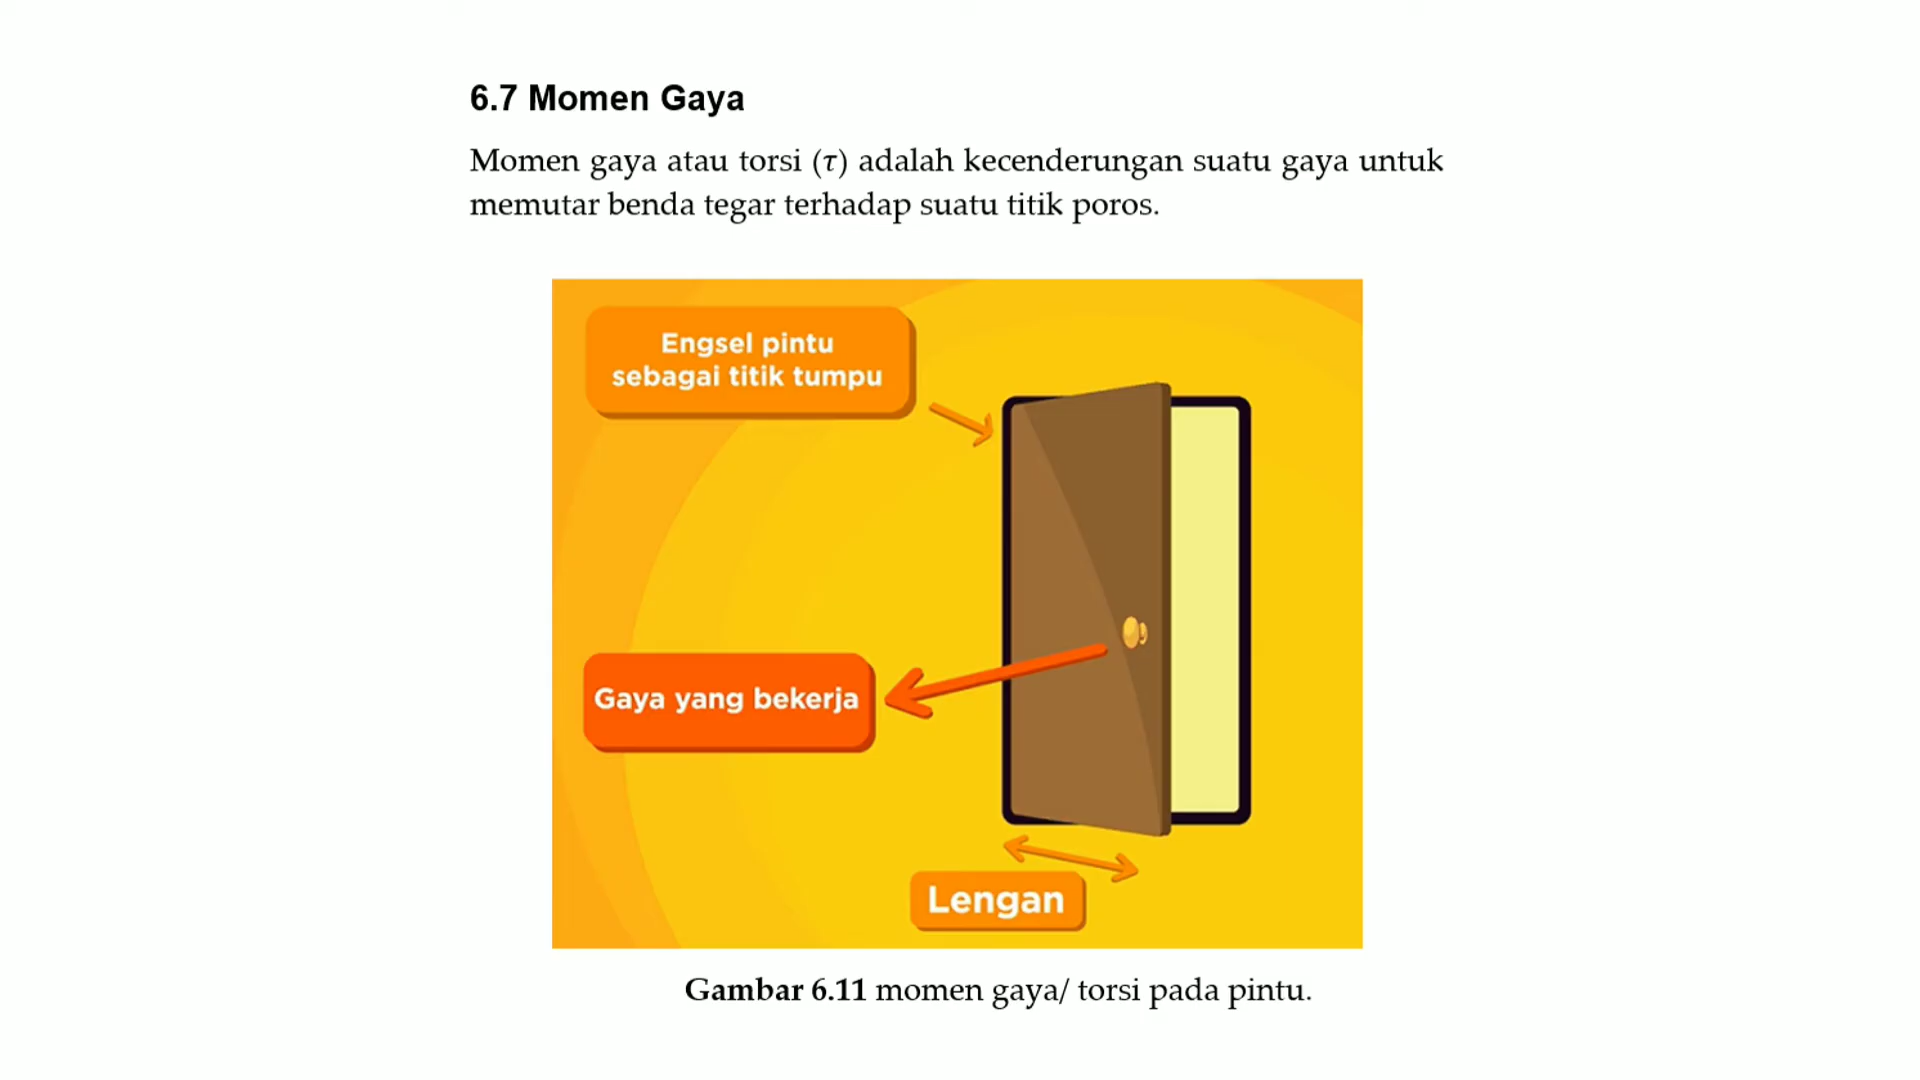 6.7 Momen Gaya
Momen gaya atau torsi (τ) adalah kecenderungan suatu gaya untuk
memutar benda tegar terhadap suatu titik poros.
Engsel pintu
sebagai titik tumpu
Gaya yang bekerja
Lengan
Gambar 6.11 momen gaya/ torsi pada pintu.